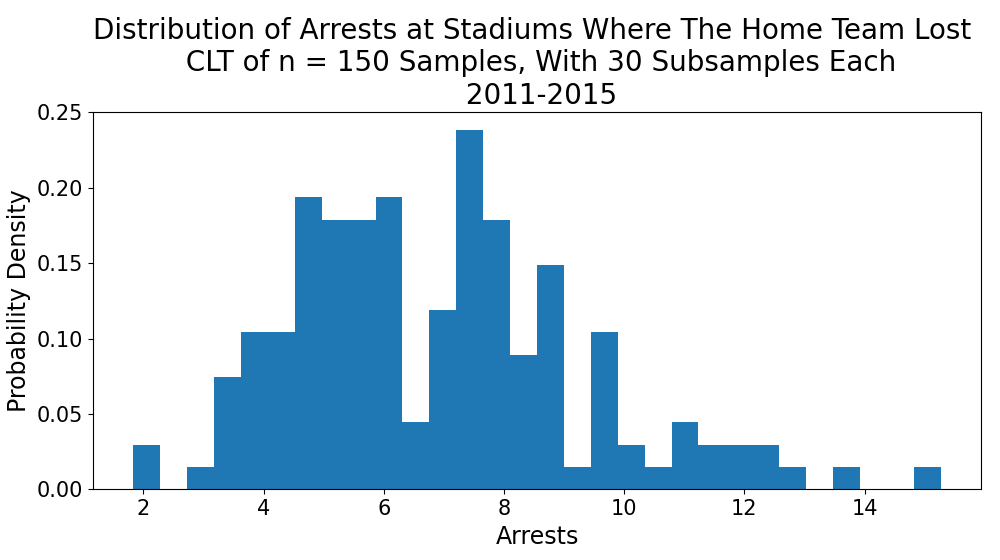 Distribution of Arrests at Stadiums Where The Home Team Lost
CLT of n = 150 Samples, With 30 Subsamples Each
2011-2015
0.25
0.20
0.15
0.10
0.05
0.00
Probability Density
2 4 6 8 10 12 14
Arrests